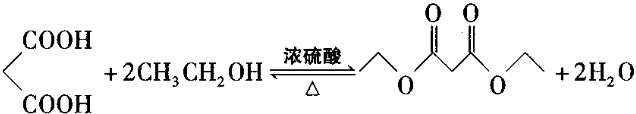 COOH
+ 2CH₃CH₂OH 浓硫酸 ⇌ △ O O O O + 2H₂O
COOH